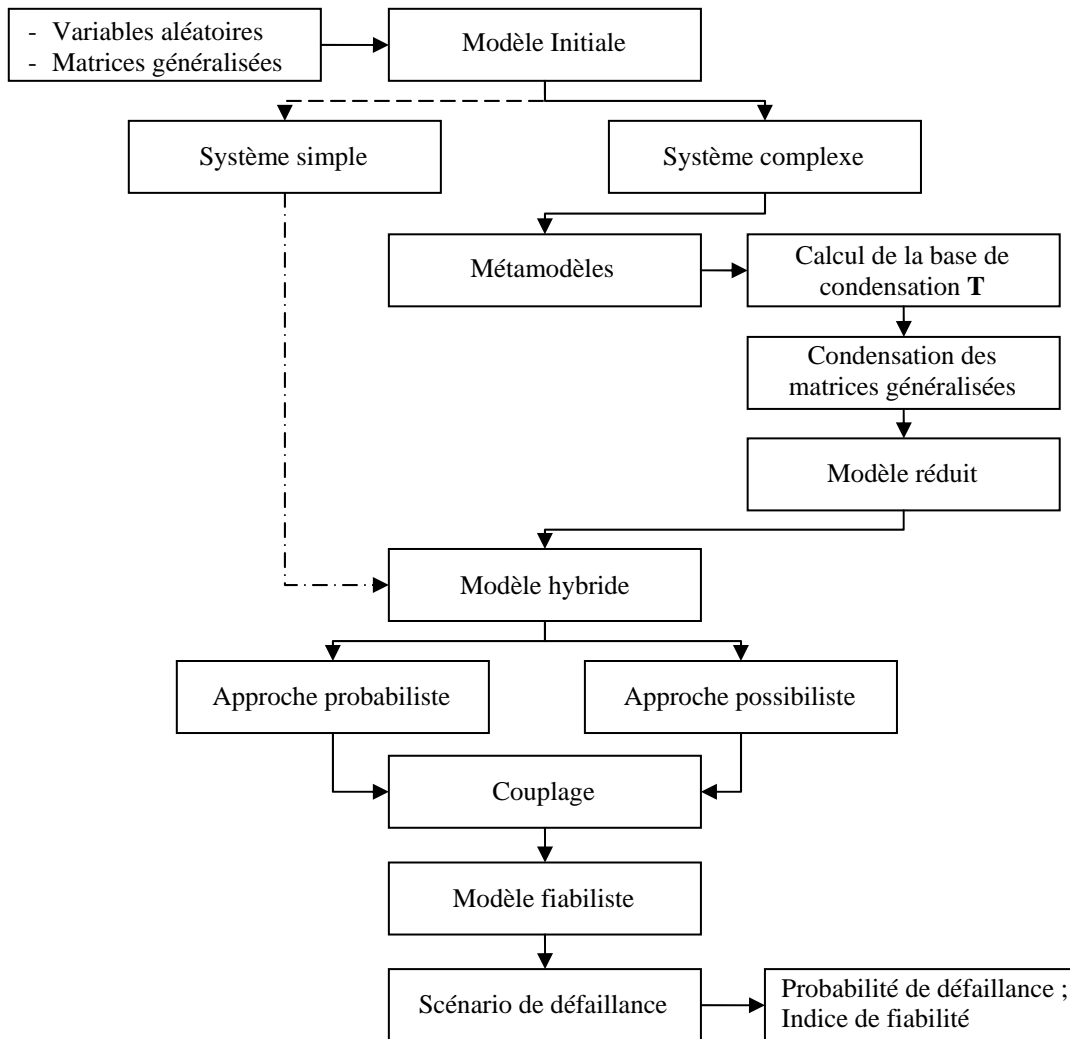 - Variables aléatoires
- Matrices généralisées
Modèle Initiale
Système simple
Système complexe
Métamodèles
Calcul de la base de
condensation T
Condensation des
matrices généralisées
Modèle réduit
Modèle hybride
Approche probabiliste
Approche possibiliste
Couplage
Modèle fiabiliste
Scénario de défaillance
Probabilité de défaillance ;
Indice de fiabilité